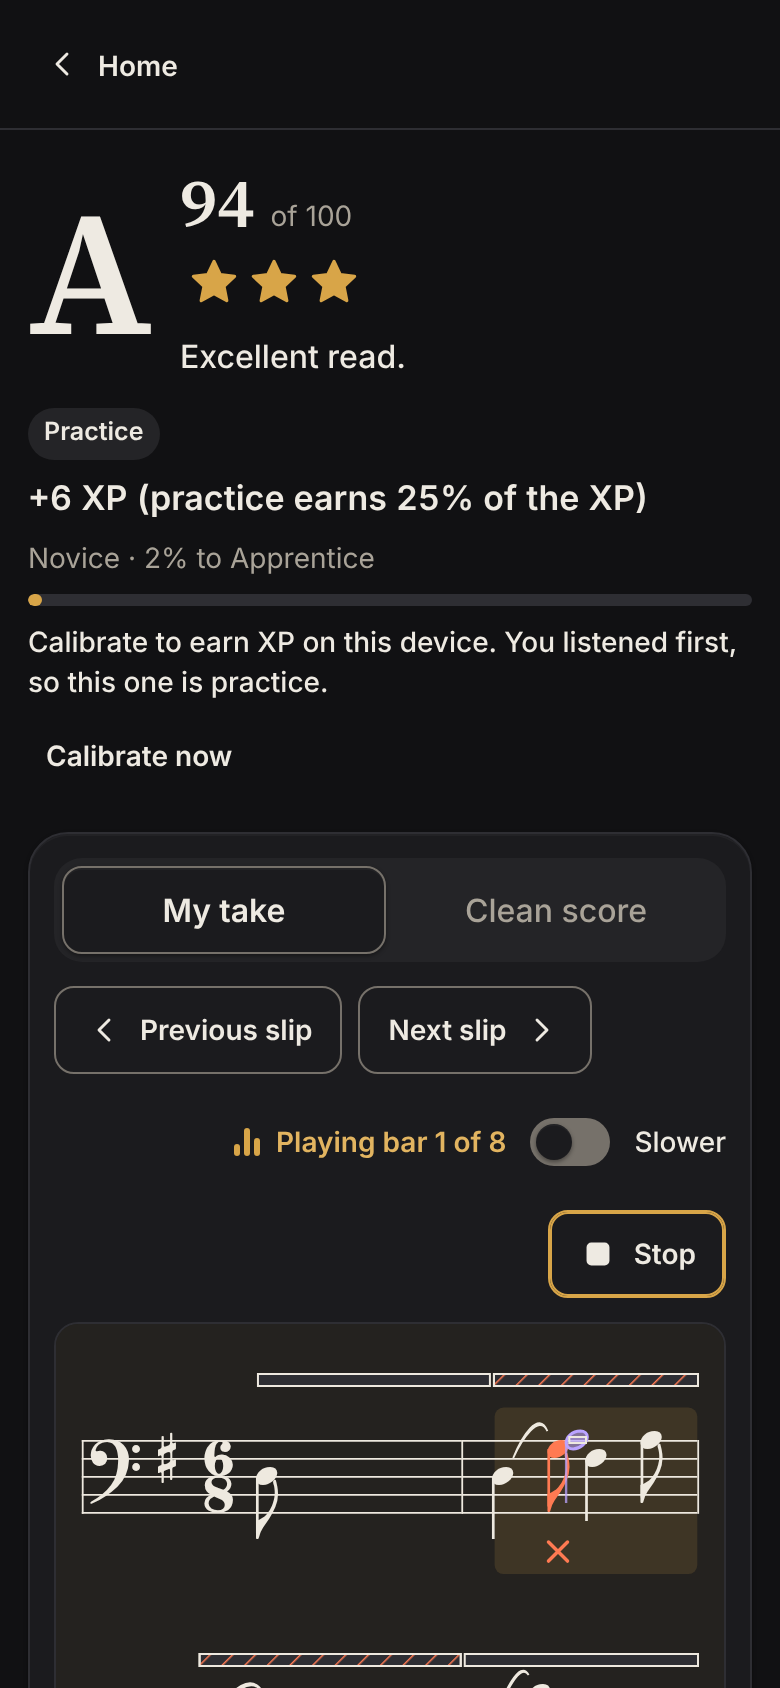 Home
A
94 of 100
Excellent read.
Practice
+6 XP (practice earns 25% of the XP)
Novice · 2% to Apprentice
Calibrate to earn XP on this device. You listened first,
so this one is practice.
Calibrate now
My take
Clean score
Previous slip
Next slip
Playing bar 1 of 8
Slower
Stop
6
8